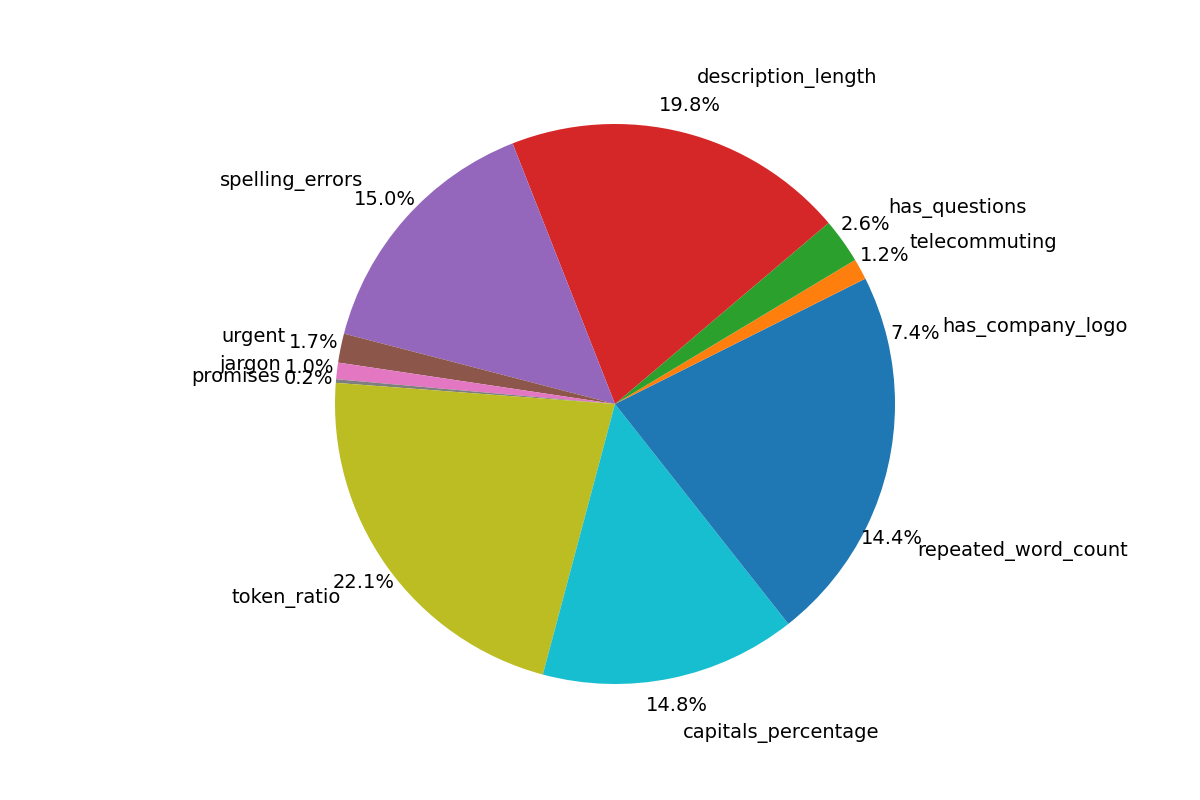 description_length
19.8%
spelling_errors
15.0%
has_questions
2.6%
telecommuting
1.2%
has_company_logo
7.4%
urgent
1.7%
jargon
1.0%
promises
0.2%
repeated_word_count
14.4%
token_ratio
22.1%
capitals_percentage
14.8%